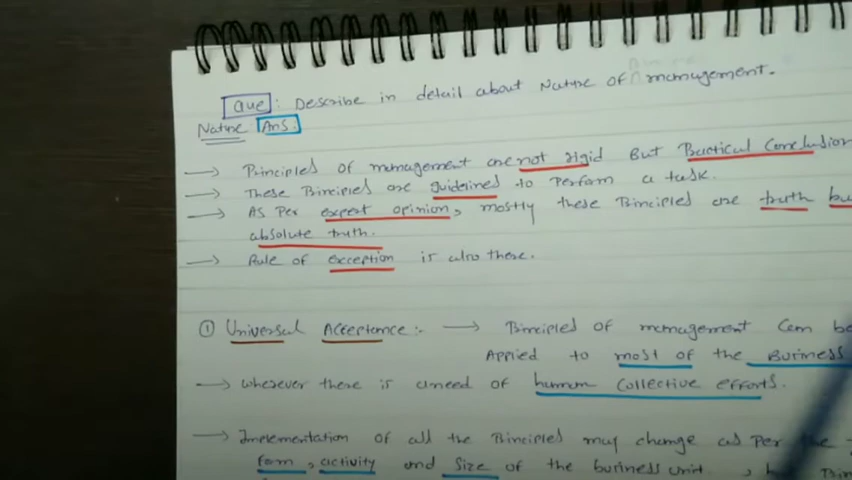 Que: Describe in detail about Nature of management.
Nature Ans:
→ Principles of management are not rigid But Practical Conclusion
→ These Principles are guidelines to perform a task.
→ AS Per expert opinion, mostly these Principles are truth bu
absolute truth.
→ Rule of exception is also there.
① Universal Acceptance :- → Principles of management Can be
Applied to most of the Business
→ wherever there is a need of human Collective efforts.
→ Implementation of all the Principles may change as per the
form, activity and size of the business unit,